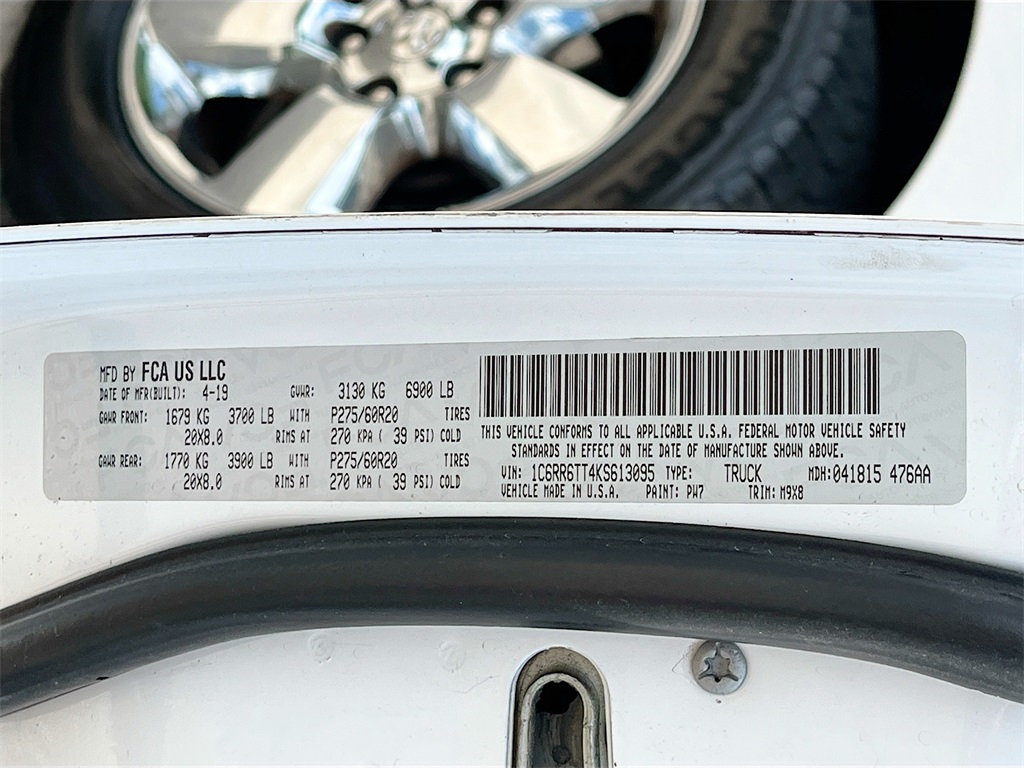 MFD BY FCA US LLC
DATE OF MFR(BUILT): 4-19 GVWR: 3130 KG 6900 LB
GAWR FRONT: 1679 KG 3700 LB WITH P275/60R20 TIRES
20X8.0 RIMS AT 270 KPA ( 39 PSI) COLD
GAWR REAR: 1770 KG 3900 LB WITH P275/60R20 TIRES
20X8.0 RIMS AT 270 KPA ( 39 PSI) COLD
THIS VEHICLE CONFORMS TO ALL APPLICABLE U.S.A. FEDERAL MOTOR VEHICLE SAFETY
STANDARDS IN EFFECT ON THE DATE OF MANUFACTURE SHOWN ABOVE.
VIN: 1C6RR6TT4KS613095 TYPE: TRUCK MDH: 041815 476AA
VEHICLE MADE IN U.S.A. PAINT: PW7 TRIM: M9X8